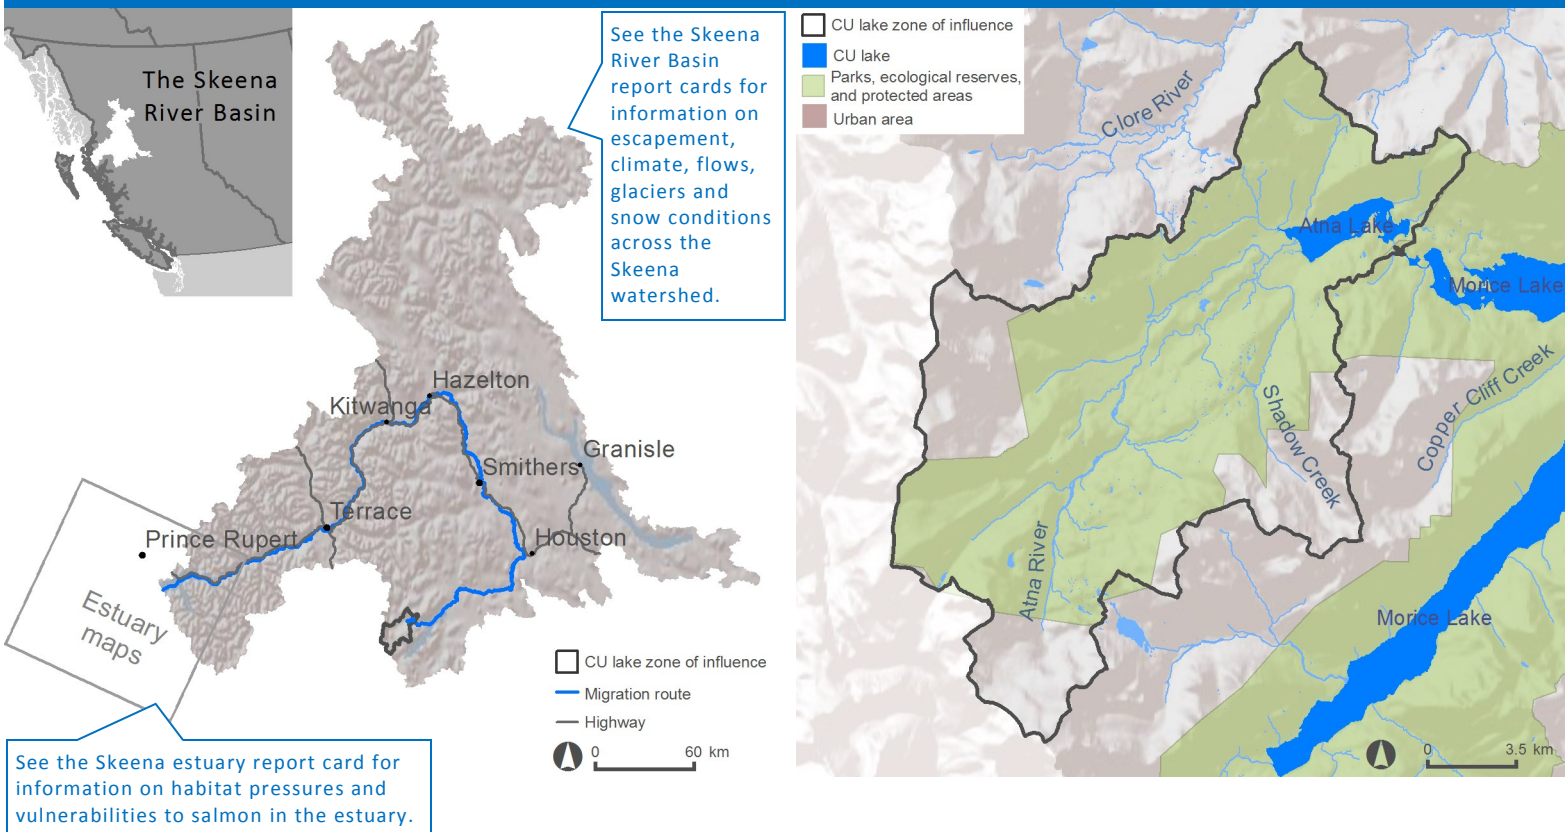 The Skeena
River Basin
See the Skeena
River Basin
report cards for
information on
escapement,
climate, flows,
glaciers and
snow conditions
across the
Skeena
watershed.
Hazelton
Kitwanga
Granisle
Smithers
Terrace
Prince Rupert
Houston
Estuary
maps
CU lake zone of influence
Migration route
Highway
0 60 km
See the Skeena estuary report card for
information on habitat pressures and
vulnerabilities to salmon in the estuary.
CU lake zone of influence
CU lake
Parks, ecological reserves,
and protected areas
Urban area
Clore River
Atna Lake
Morice Lake
Copper Cliff Creek
Shadow Creek
Atna River
Morice Lake
0 3.5 km